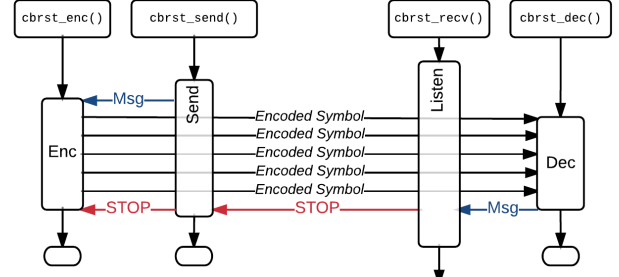 cbrst_enc()
cbrst_send()
cbrst_recv()
cbrst_dec()
Msg
Send
Listen
Encoded Symbol
Encoded Symbol
Enc
Encoded Symbol
Dec
Encoded Symbol
Encoded Symbol
STOP
STOP
Msg